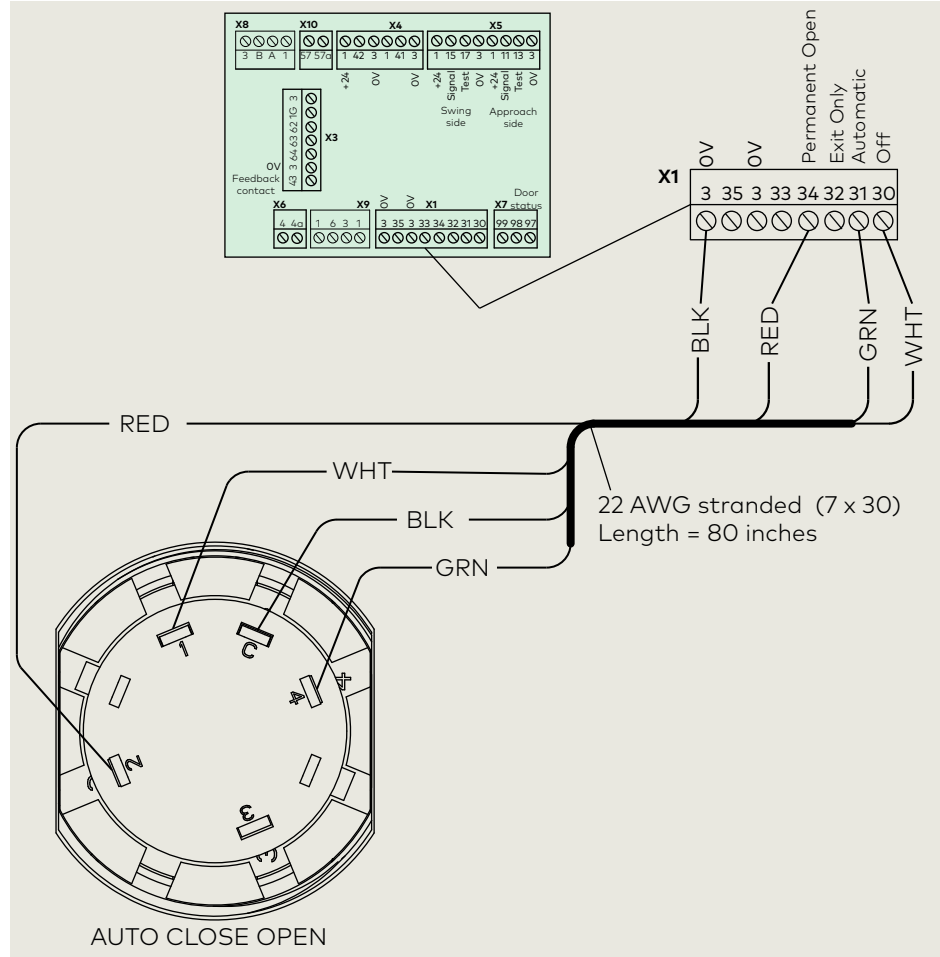 X8 X10 X4 X5
3 B A 1 57 57a 1 42 3 1 41 3 1 15 17 3 1 11 13 3
+24 0V 0V +24 Signal Test 0V +24 Signal Test 0V
Swing side
Approach side
3 1G 62 63 64 3 43
X3
0V
Feedback contact
Door status
X6 X9 0V 0V X1 X7
4 4a 1 6 3 1 3 35 3 33 34 32 31 30 99 98 97
0V 0V Permanent Open Exit Only Automatic Off
X1
3 35 3 33 34 32 31 30
BLK RED GRN WHT
RED
WHT
BLK
GRN
22 AWG stranded (7 x 30)
Length = 80 inches
1 C
4 4
2
3
AUTO CLOSE OPEN